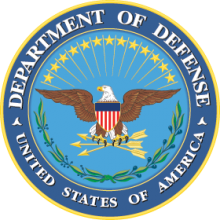 DEPARTMENT OF DEFENSE
UNITED STATES OF AMERICA